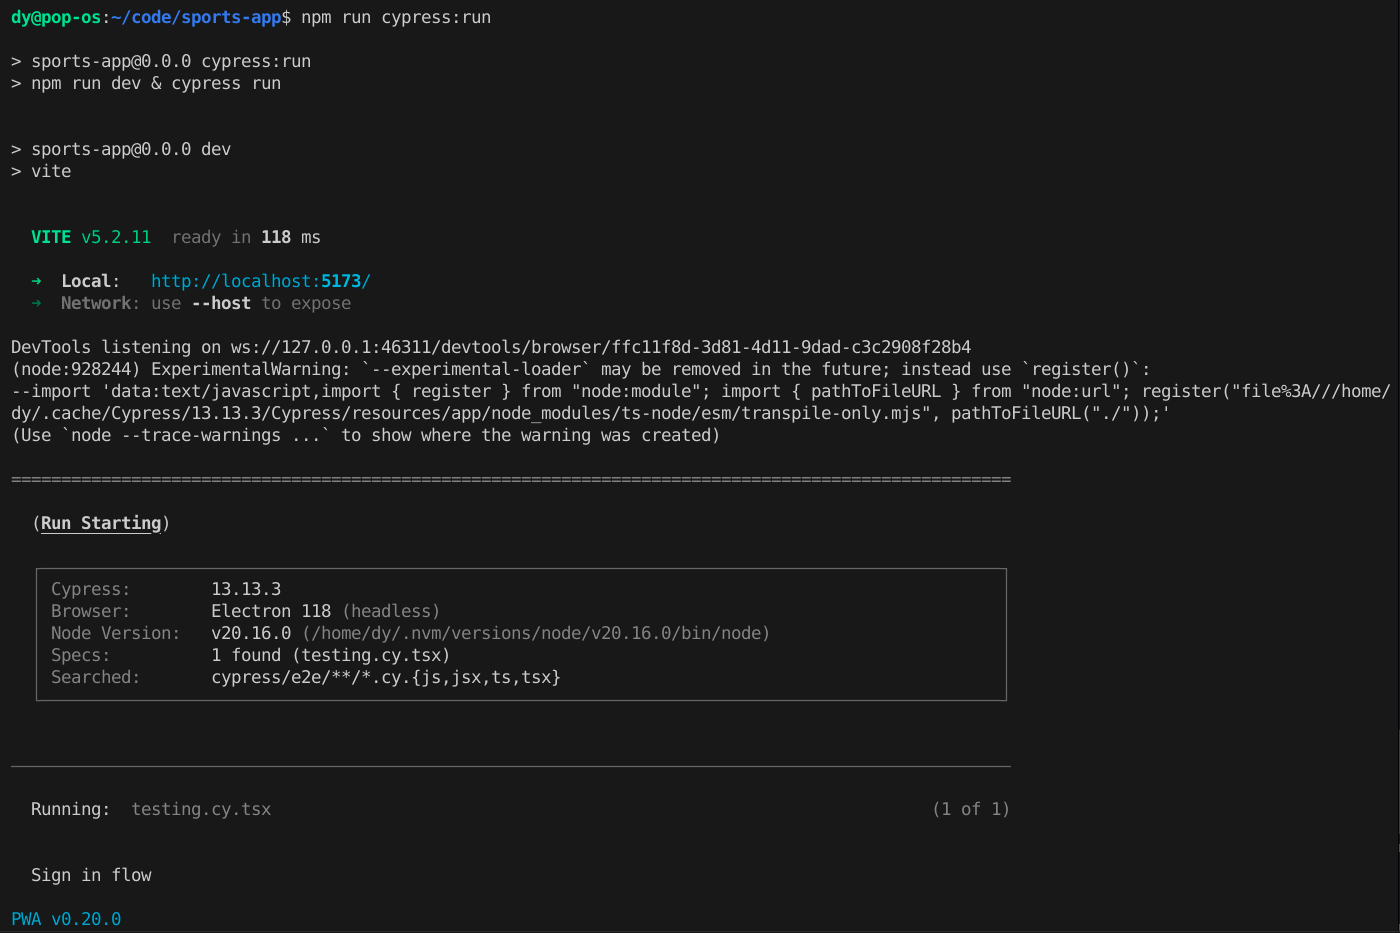 dy@pop-os:~/code/sports-app$ npm run cypress:run
> sports-app@0.0.0 cypress:run
> npm run dev & cypress run
> sports-app@0.0.0 dev
> vite
VITE v5.2.11  ready in 118 ms
➜  Local:   http://localhost:5173/
➜  Network: use --host to expose
DevTools listening on ws://127.0.0.1:46311/devtools/browser/ffc11f8d-3d81-4d11-9dad-c3c2908f28b4
(node:928244) ExperimentalWarning: `--experimental-loader` may be removed in the future; instead use `register()`:
--import 'data:text/javascript,import { register } from "node:module"; import { pathToFileURL } from "node:url"; register("file%3A///home/
dy/.cache/Cypress/13.13.3/Cypress/resources/app/node_modules/ts-node/esm/transpile-only.mjs", pathToFileURL("./"));'
(Use `node --trace-warnings ...` to show where the warning was created)
====================================================================================================
(Run Starting)
Cypress:        13.13.3
Browser:        Electron 118 (headless)
Node Version:   v20.16.0 (/home/dy/.nvm/versions/node/v20.16.0/bin/node)
Specs:          1 found (testing.cy.tsx)
Searched:       cypress/e2e/**/*.cy.{js,jsx,ts,tsx}
Running:  testing.cy.tsx (1 of 1)
Sign in flow
PWA v0.20.0